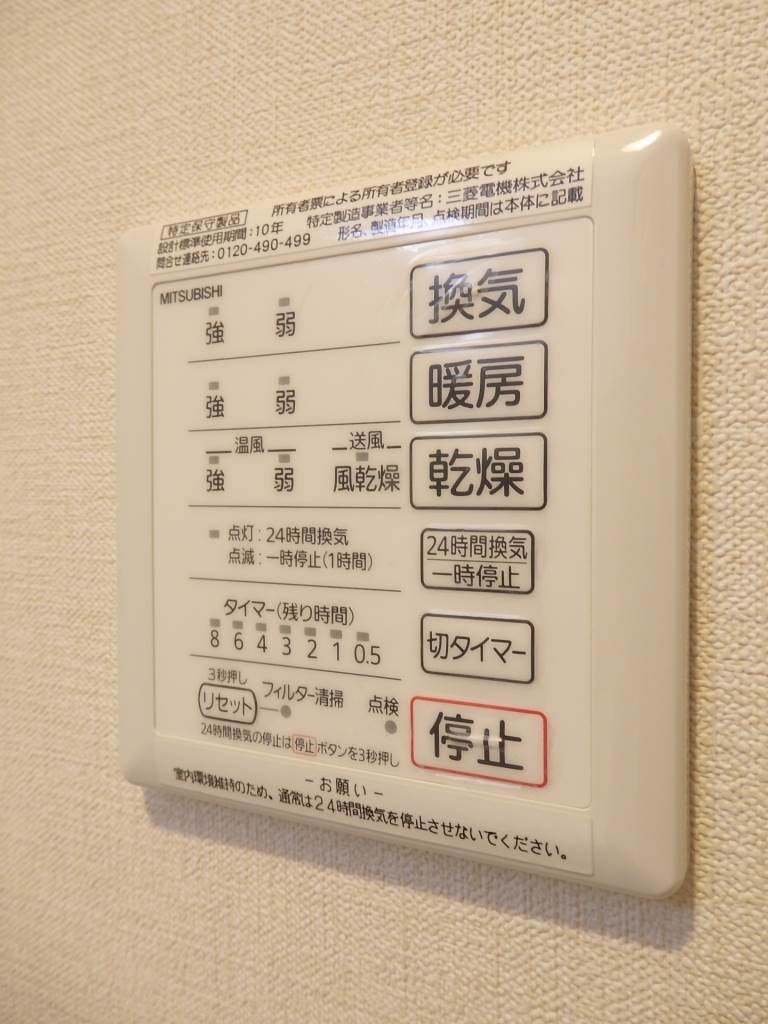 所有者票による所有者登録が必要です
特定保守製品
特定製造事業者等名：三菱電機株式会社
設計標準使用期間：10年
形名、製造年月、点検期間は本体に記載
問合せ連絡先：0120-490-499
MITSUBISHI
強 弱 換気
強 弱 暖房
温風 送風
強 弱 風乾燥 乾燥
点灯：24時間換気
点滅：一時停止(1時間)
24時間換気
一時停止
タイマー(残り時間)
8 6 4 3 2 1 0.5
切タイマー
3秒押し
リセット フィルター清掃 点検
停止
24時間換気の停止は停止ボタンを3秒押し
－お願い－
室内環境維持のため、通常は24時間換気を停止させないでください。